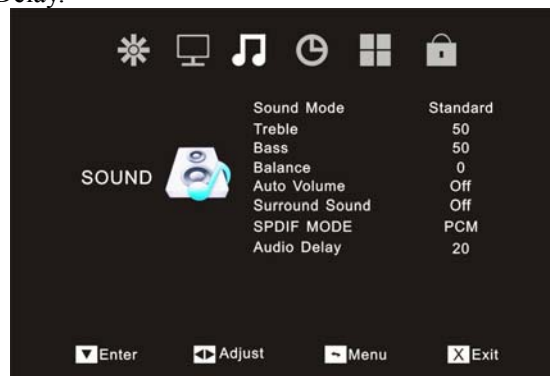 Delay.
Sound Mode Standard
Treble 50
Bass 50
Balance 0
SOUND
Auto Volume Off
Surround Sound Off
SPDIF MODE PCM
Audio Delay 20
Enter Adjust Menu X Exit